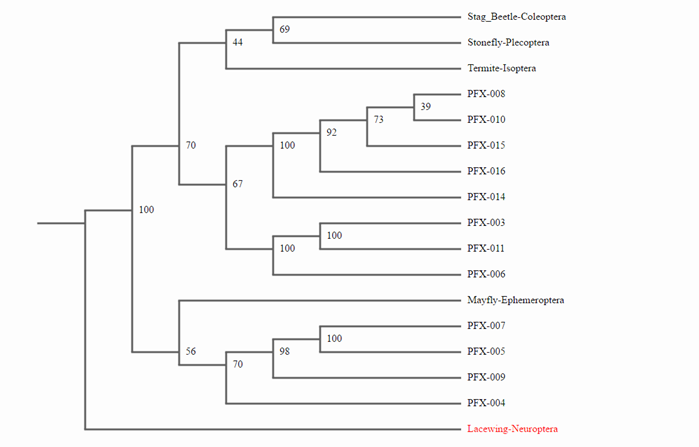 Stag_Beetle-Coleoptera
69
Stonefly-Plecoptera
44
Termite-Isoptera
PFX-008
39
PFX-010
73
92
PFX-015
70
100
PFX-016
67
PFX-014
100
PFX-003
100
PFX-011
100
PFX-006
Mayfly-Ephemeroptera
PFX-007
100
PFX-005
56
98
70
PFX-009
PFX-004
Lacewing-Neuroptera